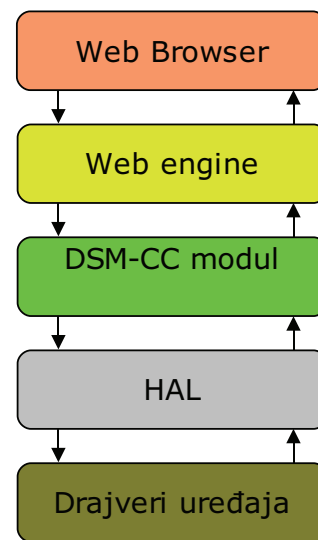 Web Browser
Web engine
DSM-CC modul
HAL
Drajveri uređaja